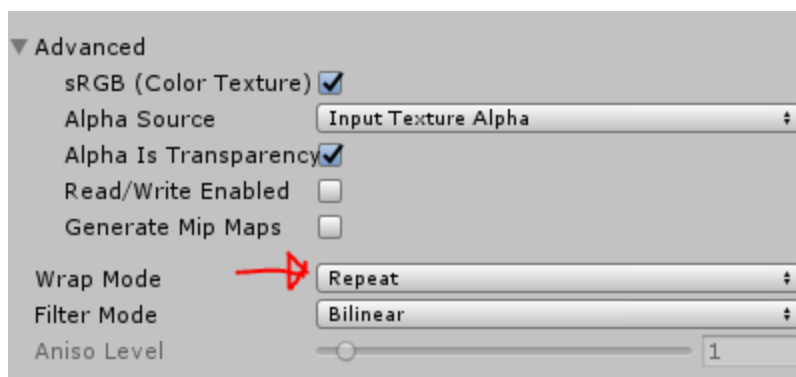 Advanced
sRGB (Color Texture)
Alpha Source Input Texture Alpha
Alpha Is Transparency
Read/Write Enabled
Generate Mip Maps
Wrap Mode Repeat
Filter Mode Bilinear
Aniso Level 1